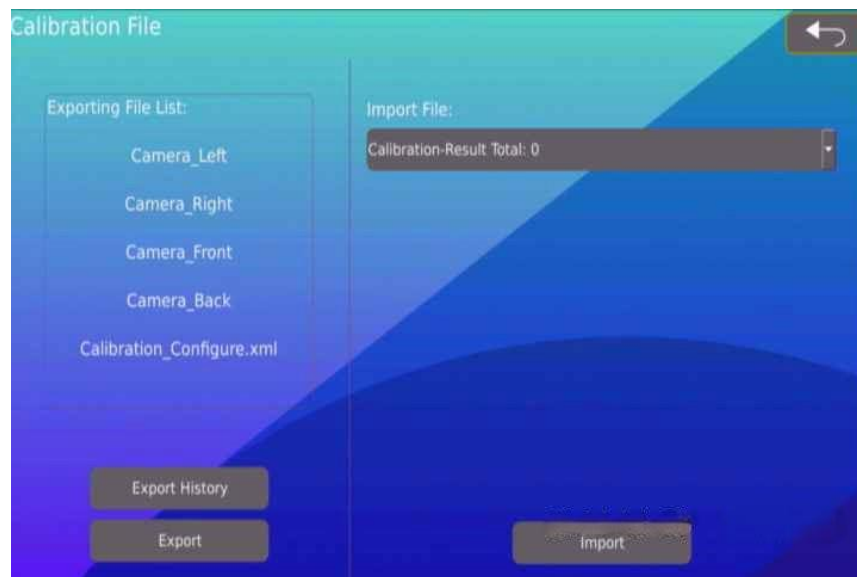 Calibration File
Exporting File List:
Camera_Left
Camera_Right
Camera_Front
Camera_Back
Calibration_Configure.xml
Export History
Export
Import File:
Calibration-Result Total: 0
Import